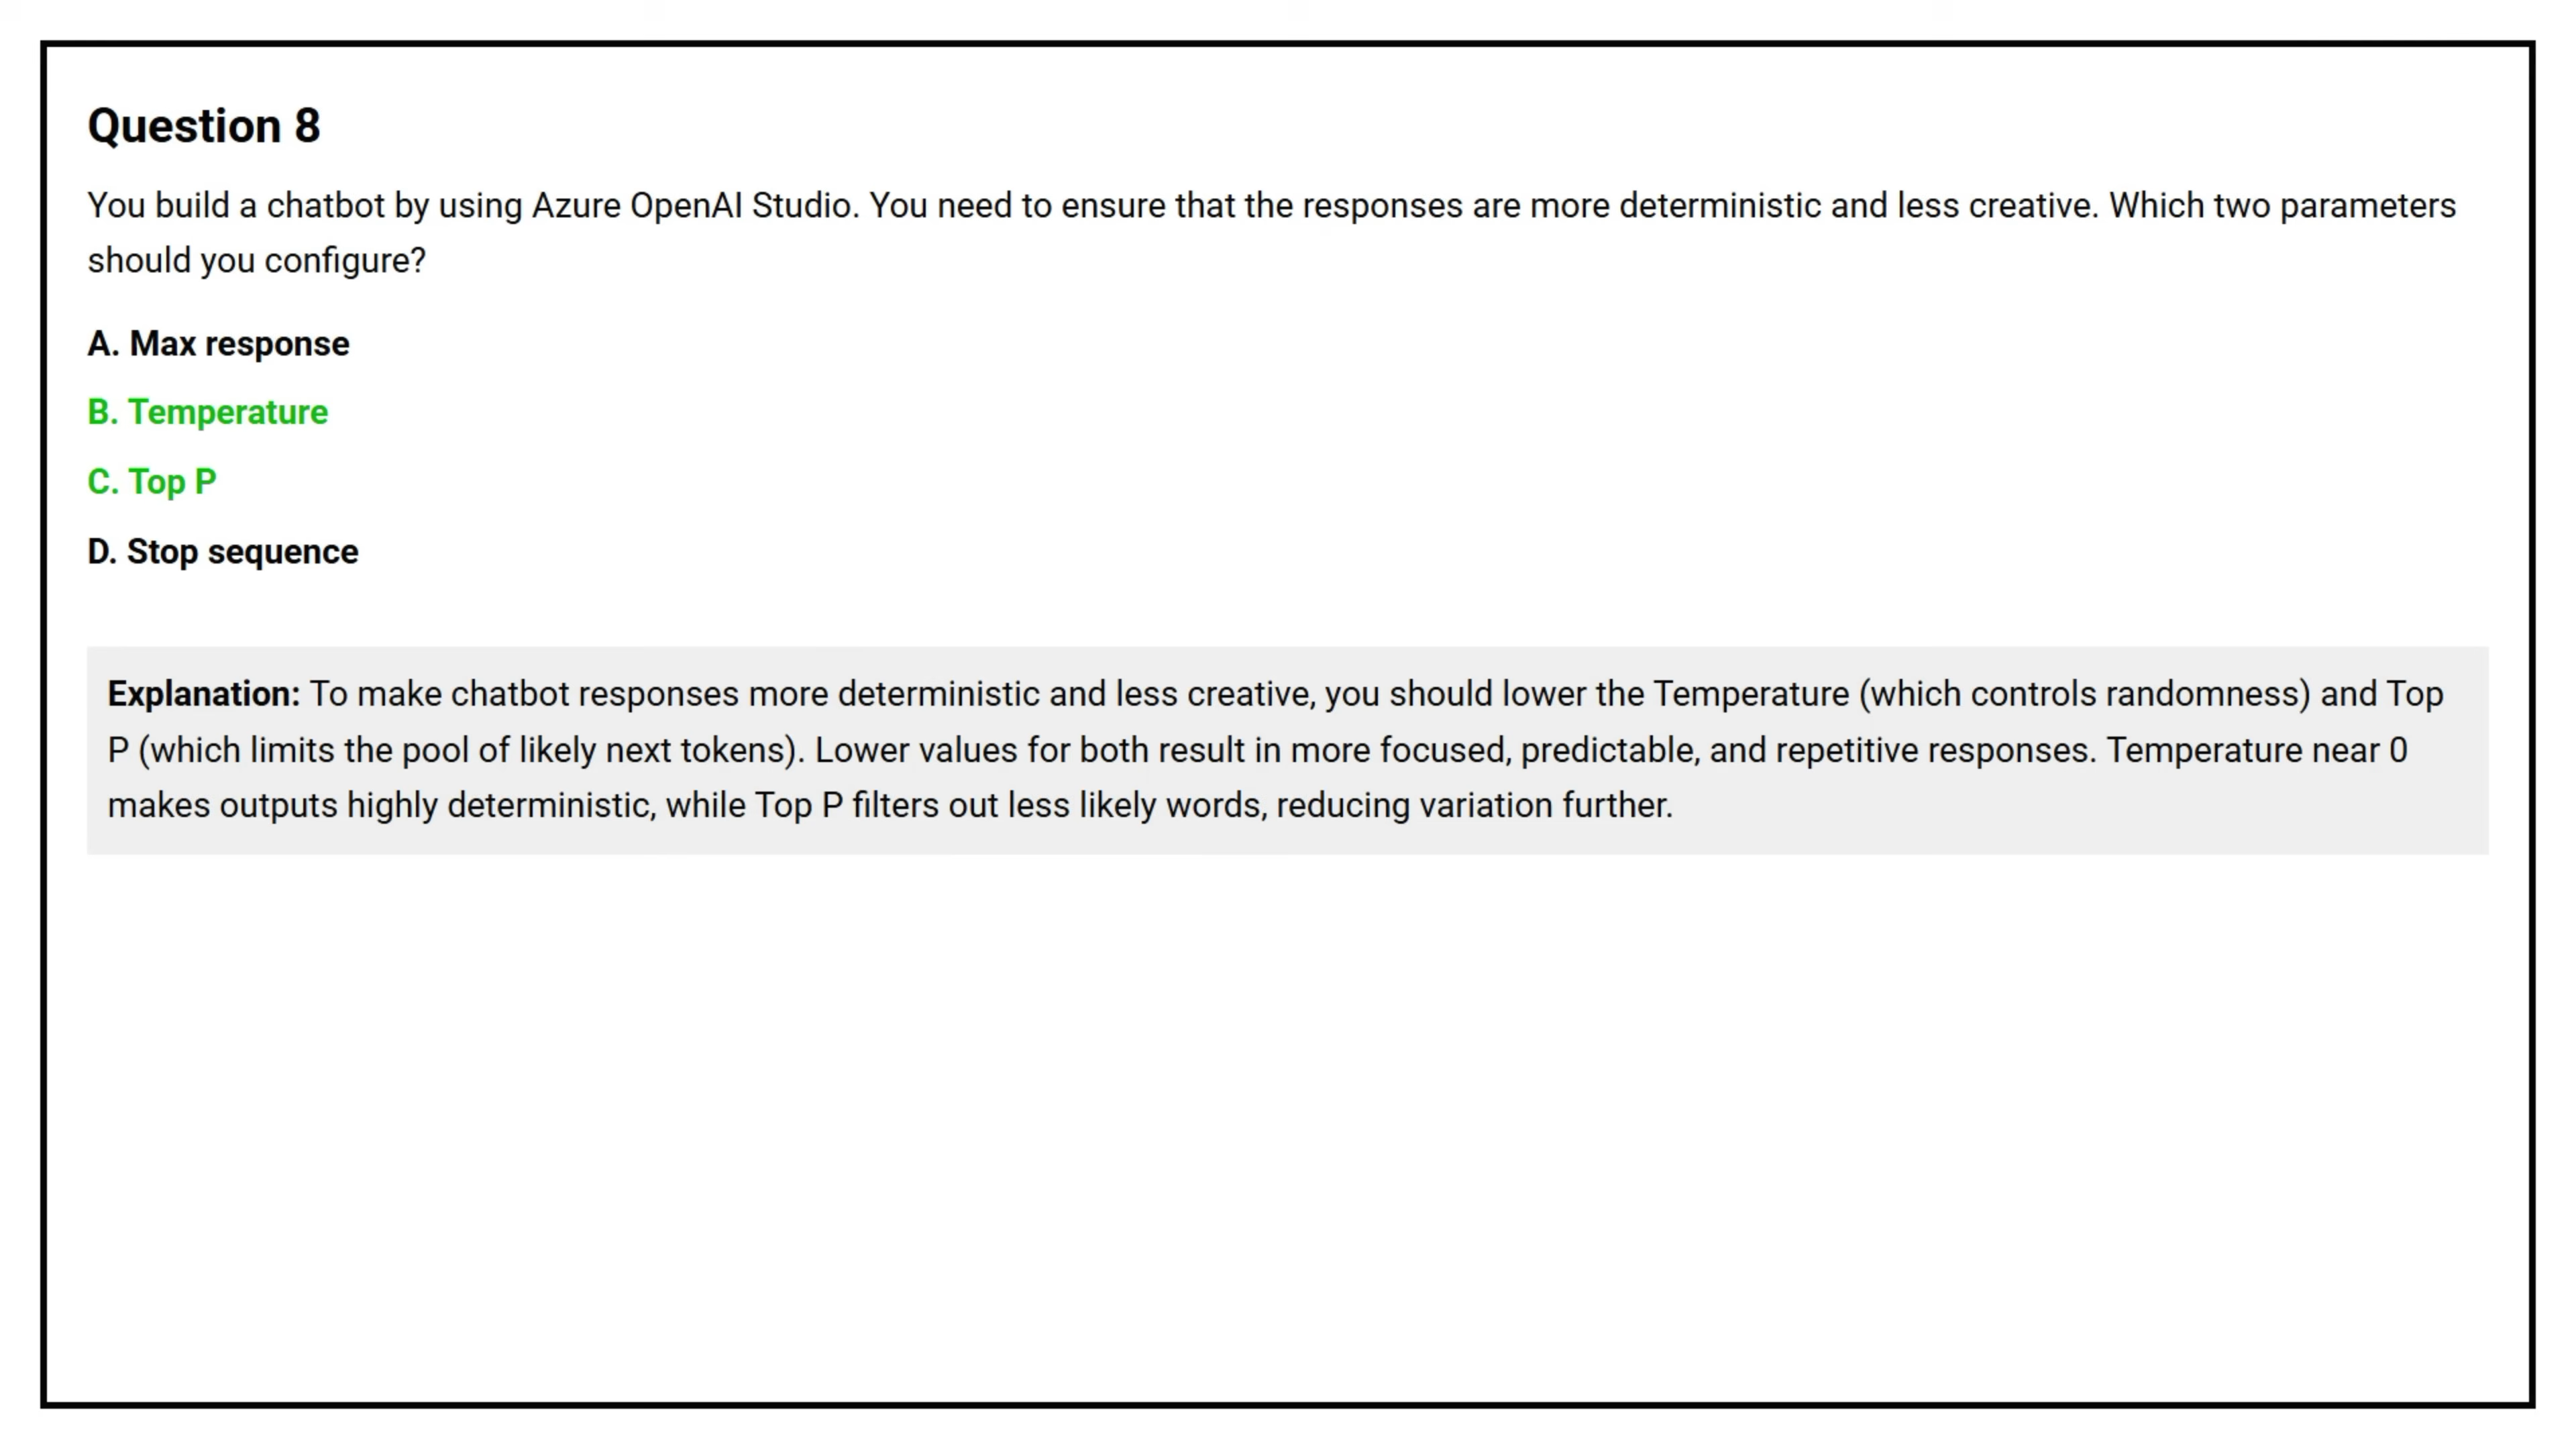 Question 8
You build a chatbot by using Azure OpenAI Studio. You need to ensure that the responses are more deterministic and less creative. Which two parameters
should you configure?
A. Max response
B. Temperature
C. Top P
D. Stop sequence
Explanation: To make chatbot responses more deterministic and less creative, you should lower the Temperature (which controls randomness) and Top
P (which limits the pool of likely next tokens). Lower values for both result in more focused, predictable, and repetitive responses. Temperature near 0
makes outputs highly deterministic, while Top P filters out less likely words, reducing variation further.